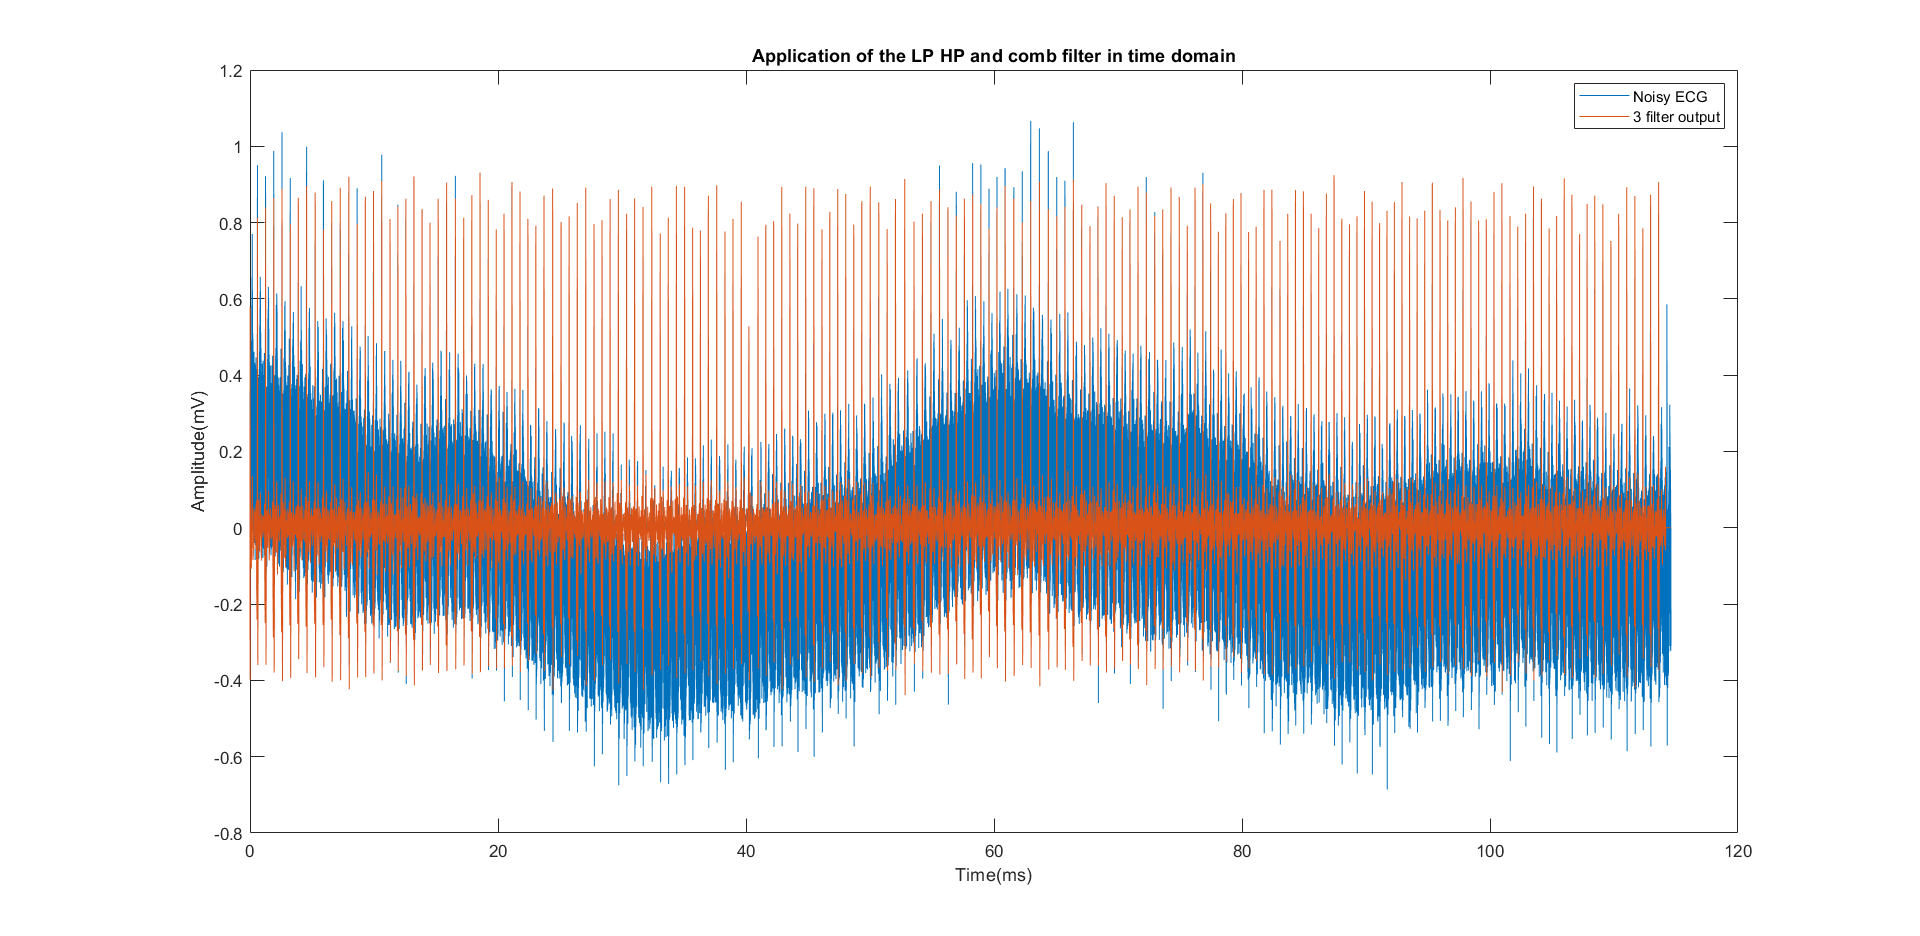 Application of the LP HP and comb filter in time domain
Noisy ECG
3 filter output
1.2
1
0.8
0.6
0.4
0.2
0
-0.2
-0.4
-0.6
-0.8
Amplitude(mV)
0 20 40 60 80 100 120
Time(ms)